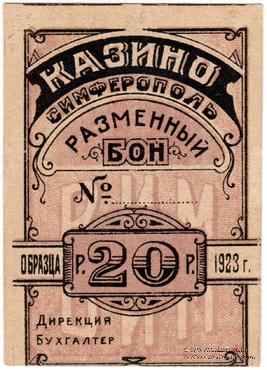 КАЗИНО
СИМФЕРОПОЛЬ
РАЗМЕННЫЙ
БОН
№
ОБРАЗЦА Р. 20 Р. 1923 г.
ДИРЕКЦИЯ
БУХГАЛТЕР